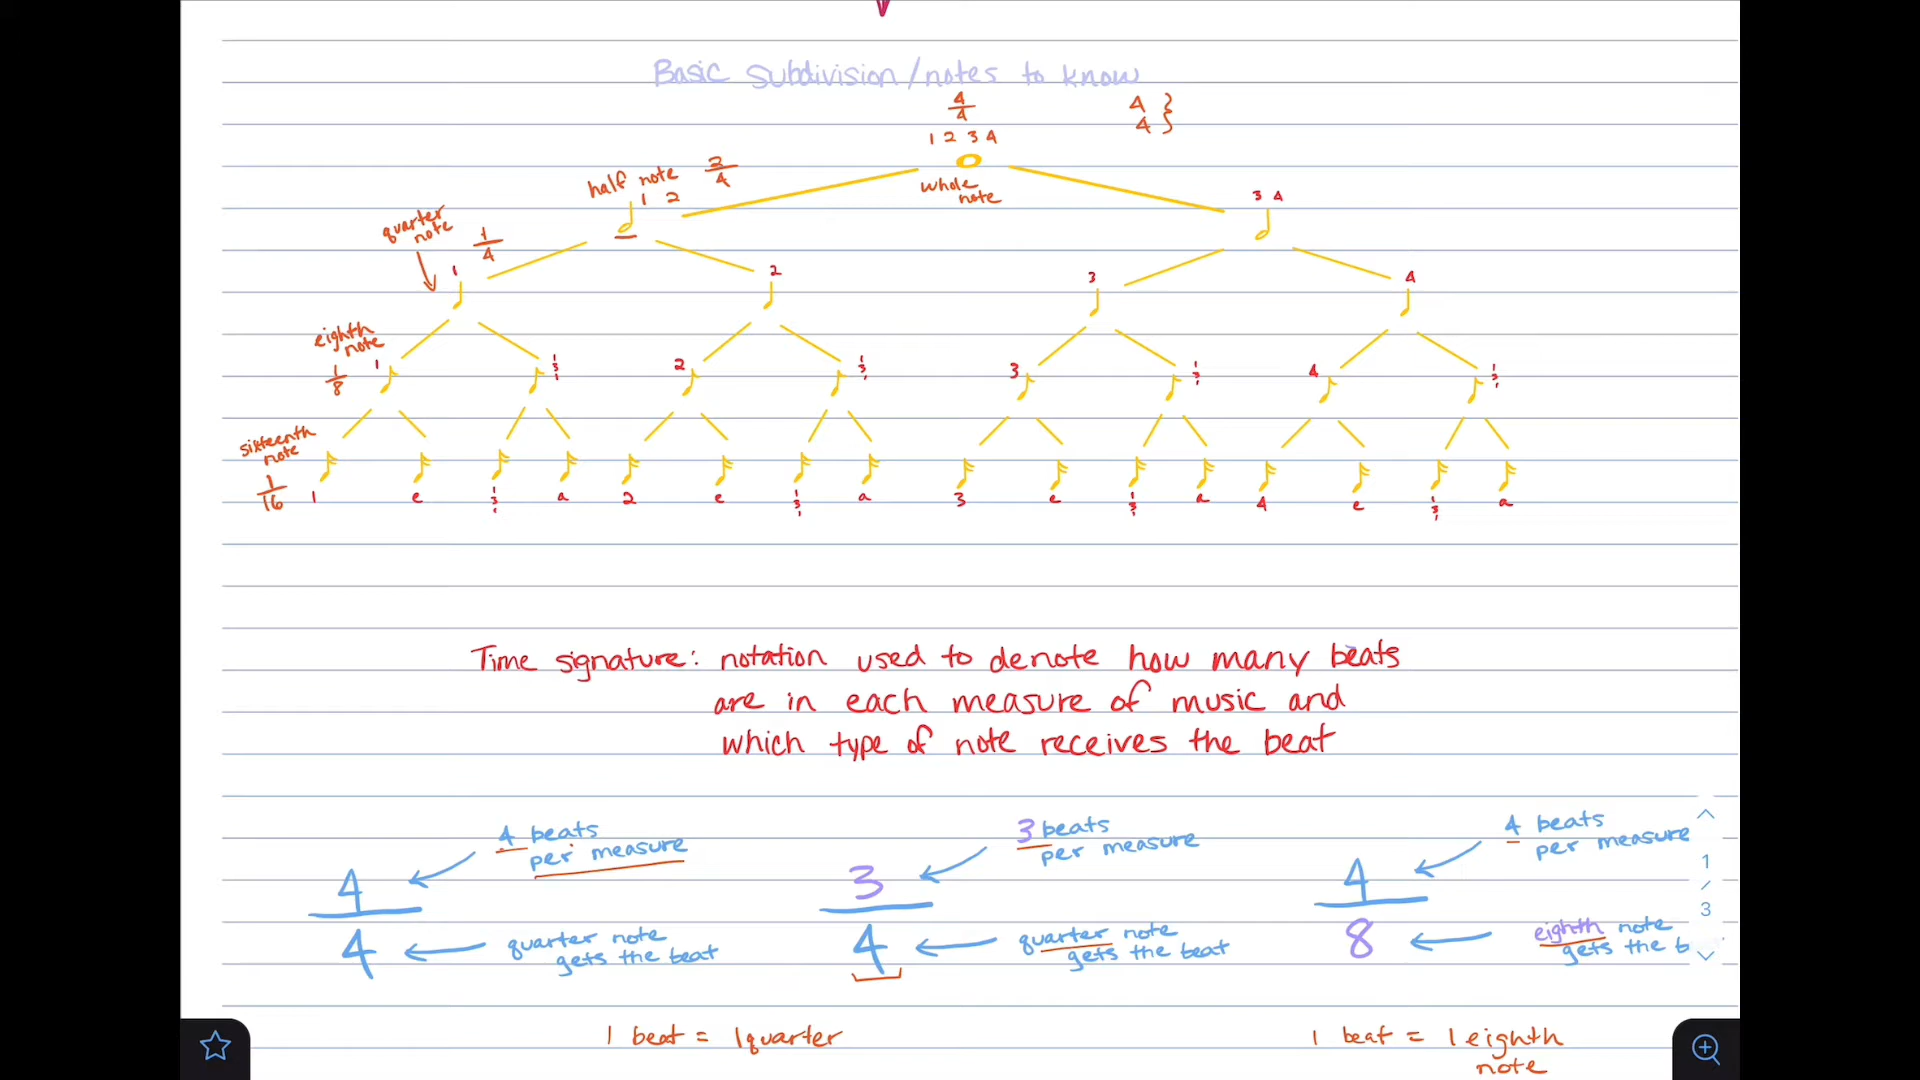 Basic subdivision/notes to know
4
4
4
4
1 2 3 4
half note 2
4
1 2
whole
note
3 4
quarter
note
1
4
1
2
3
4
eighth
note
1
8
1 & 2 & 3 & 4 &
sixteenth
note
1
16
1 e & a 2 e & a 3 e & a 4 e & a
Time signature: notation used to denote how many beats
are in each measure of music and
which type of note receives the beat
4 beats
per measure
4
4
quarter note
gets the beat
3 beats
per measure
3
4
quarter note
gets the beat
4 beats
per measure
4
8
eighth note
gets the b
1
/
3
1 beat = 1 quarter
1 beat = 1 eighth
note